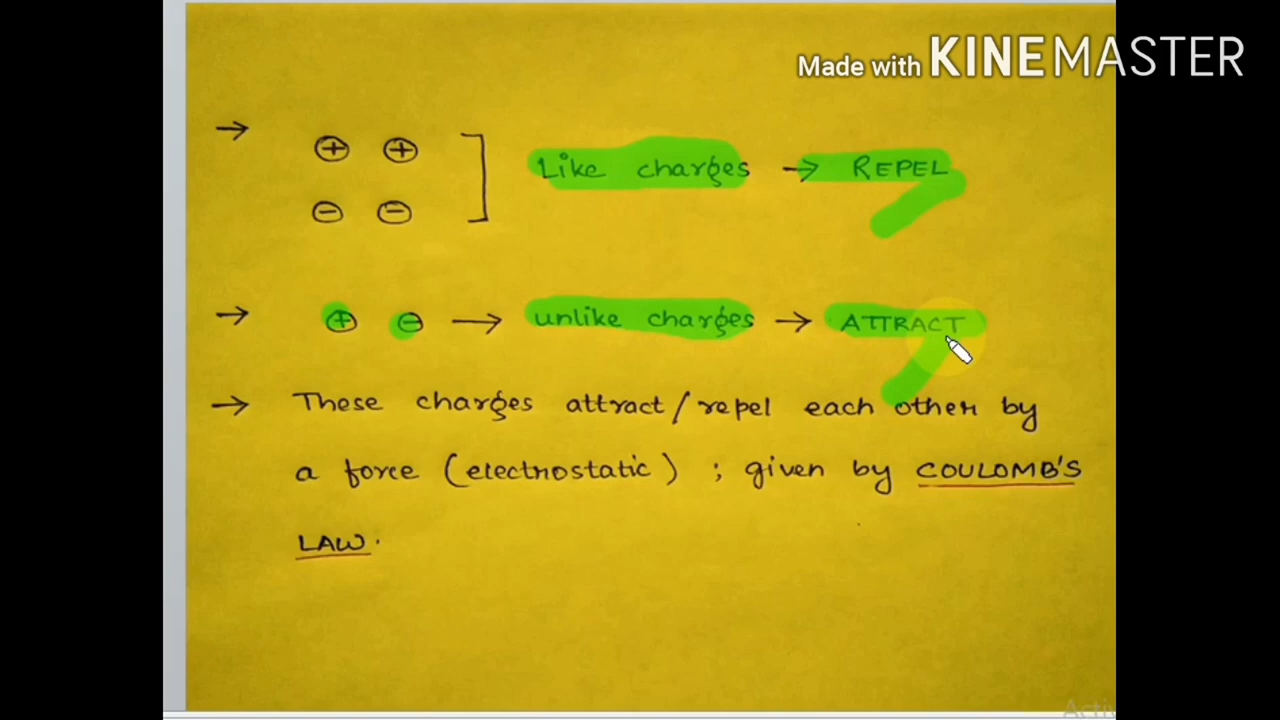 Made with KINEMASTER
→ + + ] Like charges → REPEL
− −
→ + − → unlike charges → ATTRACT
→ These charges attract/repel each other by
a force (electrostatic) ; given by COULOMB'S
LAW.